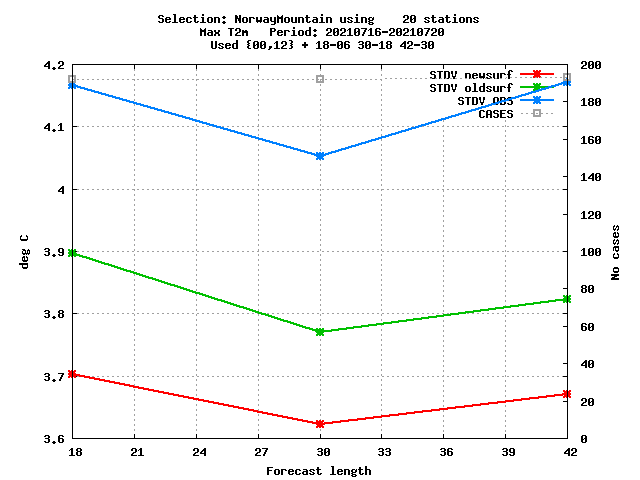 Selection: NorwayMountain using    20 stations
Max T2m   Period: 20210716-20210720
Used {00,12} + 18-06 30-18 42-30
4.2
4.1
4
3.9
3.8
3.7
3.6
deg C
STDV newsurf
STDV oldsurf
STDV OBS
CASES
200
180
160
140
120
100
80
60
40
20
0
No cases
18 21 24 27 30 33 36 39 42
Forecast length